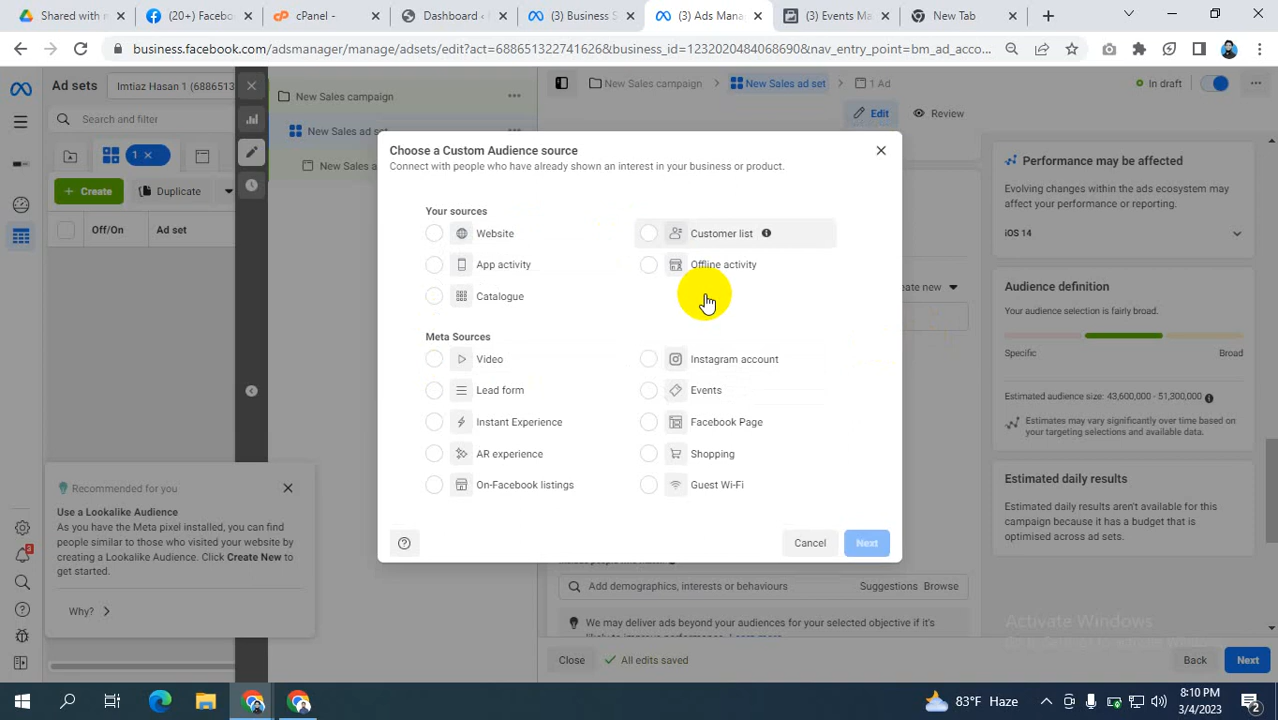 Shared with m
(20+) Facebo
cPanel -
Dashboard ‹
(3) Business S
(3) Ads Mana
(3) Events Ma
New Tab
business.facebook.com/adsmanager/manage/adsets/edit?act=688651322741626&business_id=1232020484068690&nav_entry_point=bm_ad_acco...
Ad sets
Imtiaz Hasan 1 (6886513
New Sales campaign
New Sales campaign
New Sales ad set
1 Ad
In draft
Search and filter
Edit
Review
New Sales ad se
1
New Sales a
Create
Duplicate
Off/On
Ad set
Choose a Custom Audience source
Connect with people who have already shown an interest in your business or product.
Your sources
Website
Customer list
App activity
Offline activity
Catalogue
Meta Sources
Video
Instagram account
Lead form
Events
Instant Experience
Facebook Page
AR experience
Shopping
On-Facebook listings
Guest Wi-Fi
Cancel
Next
Performance may be affected
Evolving changes within the ads ecosystem may
affect your performance or reporting.
iOS 14
eate new
Audience definition
Your audience selection is fairly broad.
Specific
Broad
Estimated audience size: 43,600,000 - 51,300,000
Estimates may vary significantly over time based on
your targeting selections and available data.
Estimated daily results
Estimated daily results aren't available for this
campaign because it has a budget that is
optimised across ad sets.
Recommended for you
Use a Lookalike Audience
As you have the Meta pixel installed, you can find
people similar to those who visited your website by
creating a Lookalike Audience. Click Create New to
get started.
Why?
Add demographics, interests or behaviours
Suggestions
Browse
We may deliver ads beyond your audiences for your selected objective if it's
Activate Windows
Close
All edits saved
Back
Next
83°F Haze
8:10 PM
3/4/2023
3
2